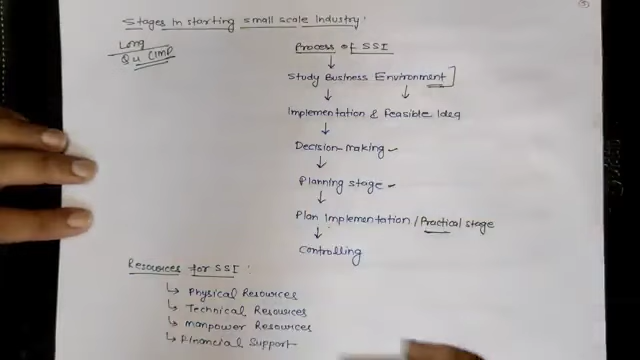 Stages in starting small scale Industry:
Long
Qu (IMP)
Process of SSI
Study Business Environment
Implementation & Feasible Idea
Decision-making
Planning stage
Plan Implementation / Practical stage
Controlling
Resources for SSI:
Physical Resources
Technical Resources
manpower Resources
Financial Support